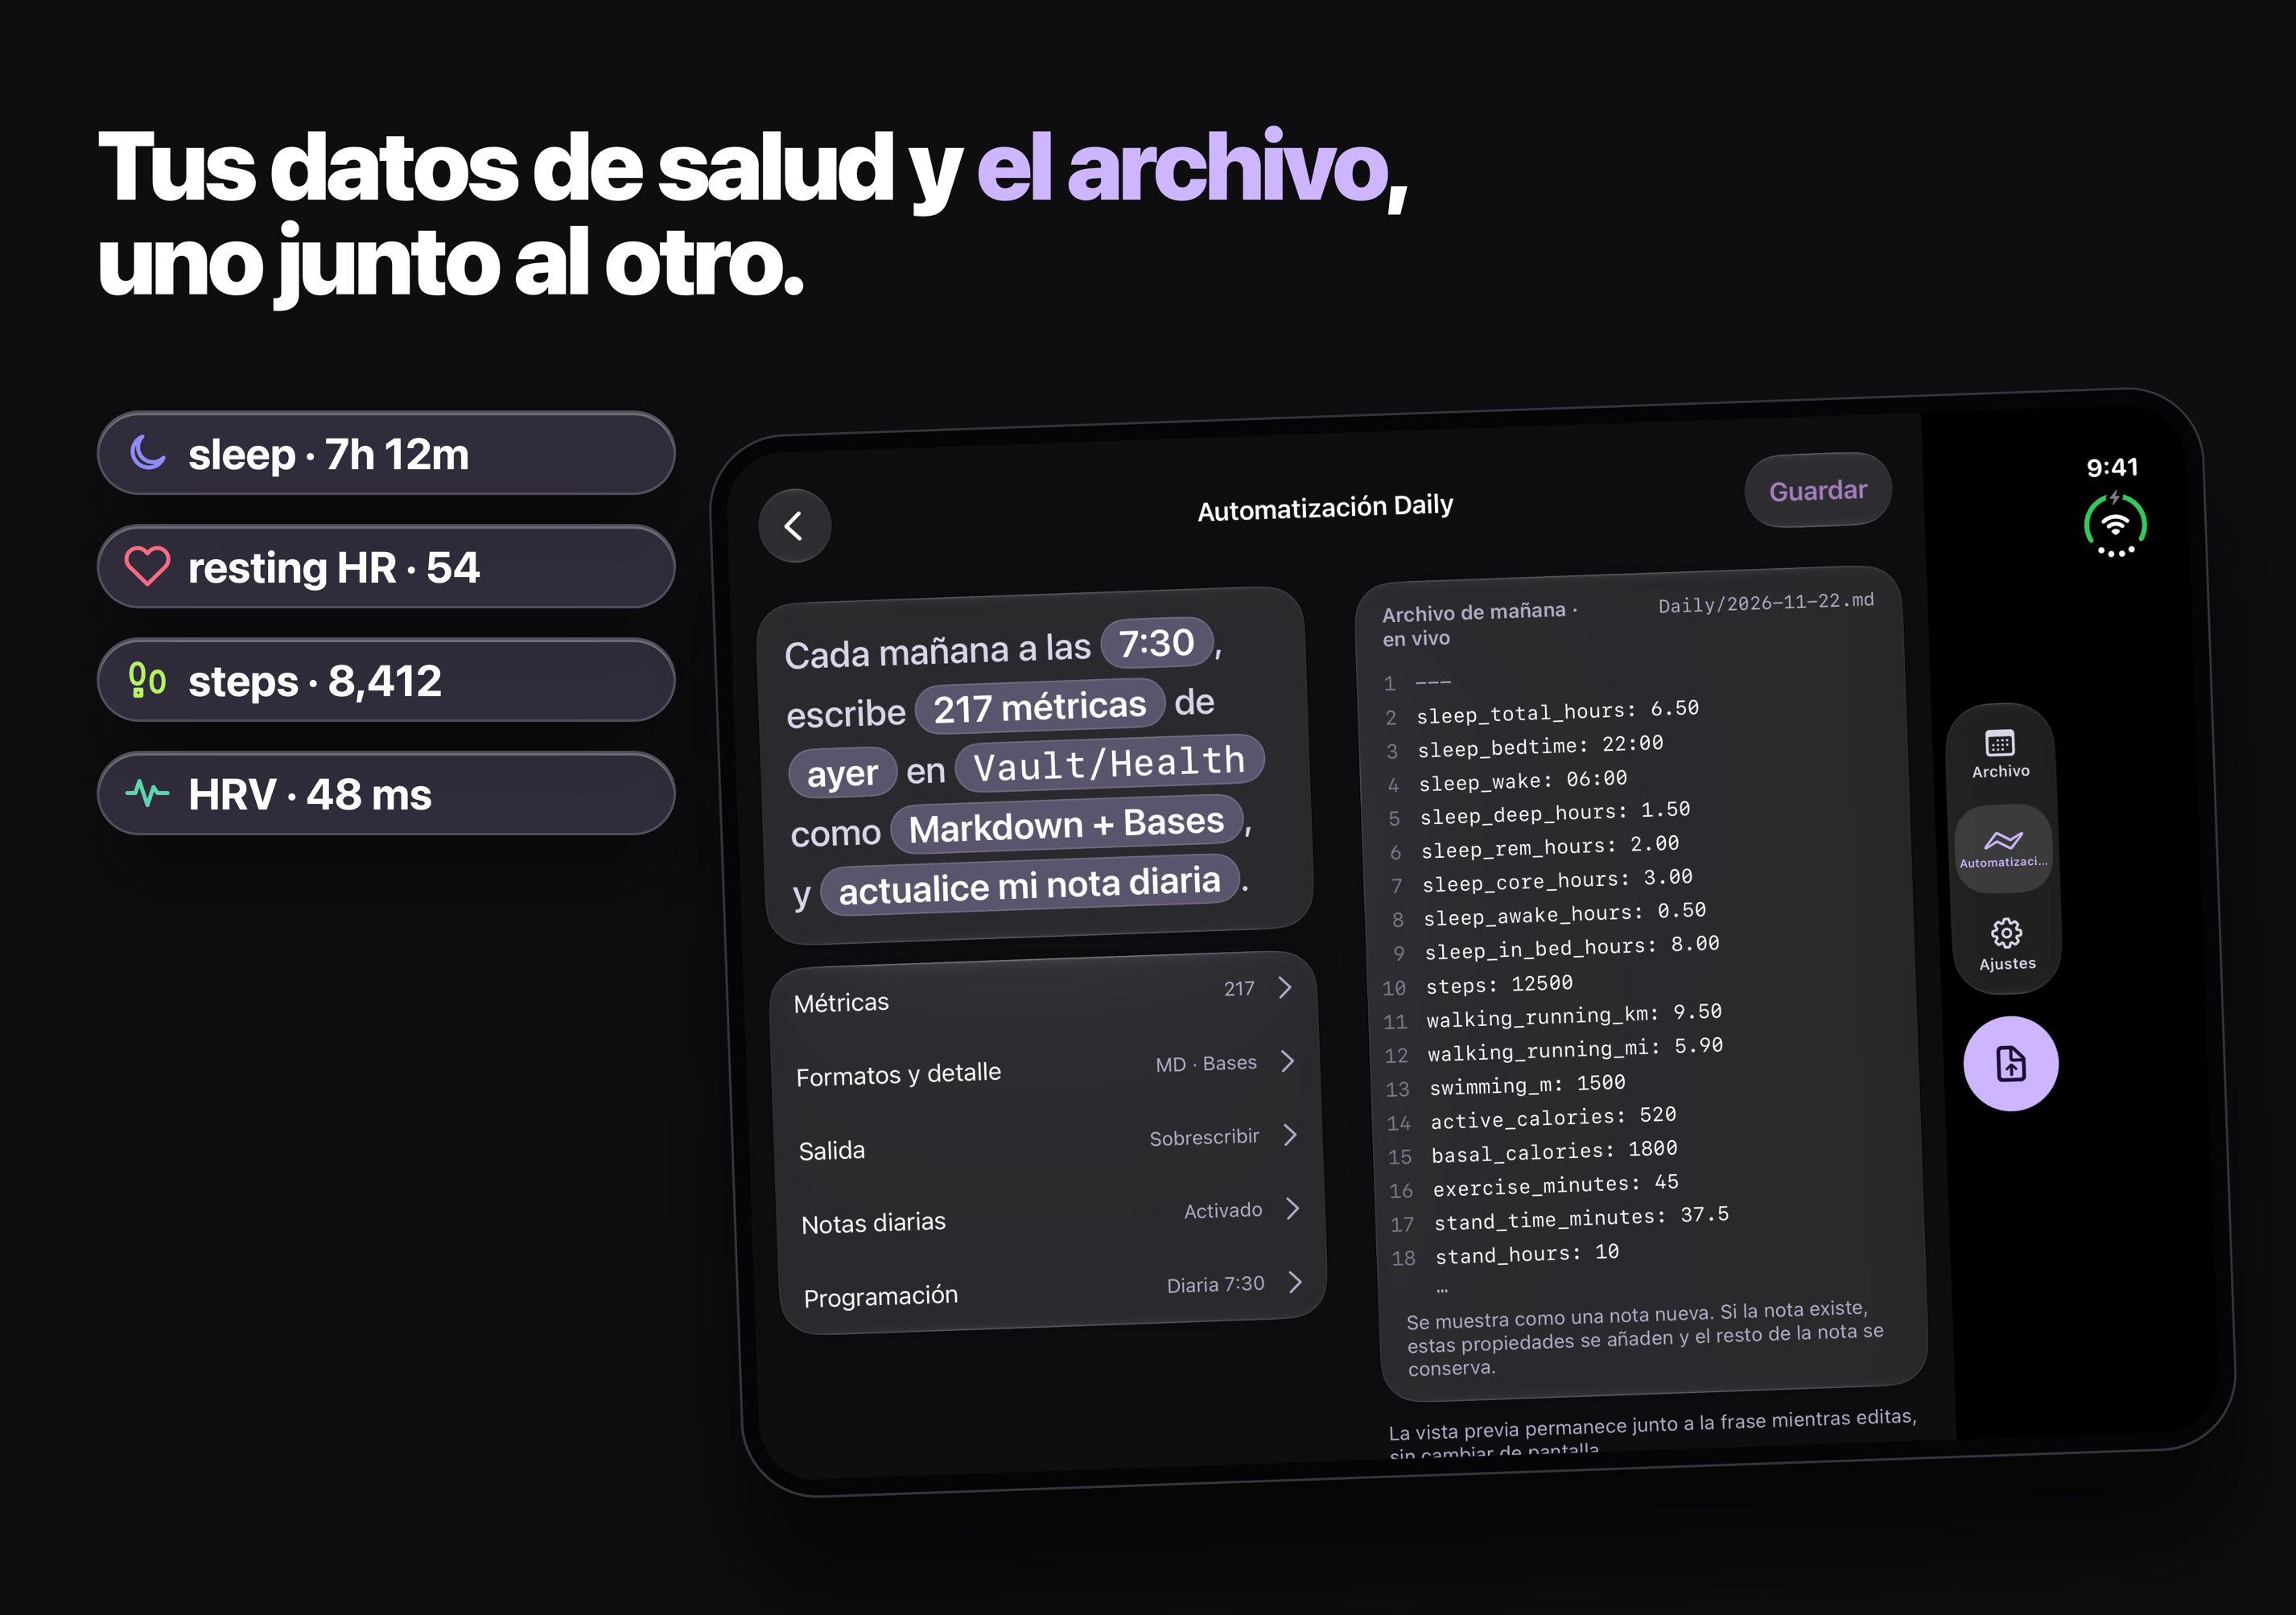 Tus datos de salud y el archivo,
uno junto al otro.
sleep · 7h 12m
resting HR · 54
steps · 8,412
HRV · 48 ms
Automatización Daily
Guardar
9:41
Cada mañana a las 7:30,
escribe 217 métricas de
ayer en Vault/Health
como Markdown + Bases,
y actualice mi nota diaria.
Métricas 217
Formatos y detalle MD · Bases
Salida Sobrescribir
Notas diarias Activado
Programación Diaria 7:30
Archivo de mañana ·
en vivo
Daily/2026-11-22.md
1 ---
2 sleep_total_hours: 6.50
3 sleep_bedtime: 22:00
4 sleep_wake: 06:00
5 sleep_deep_hours: 1.50
6 sleep_rem_hours: 2.00
7 sleep_core_hours: 3.00
8 sleep_awake_hours: 0.50
9 sleep_in_bed_hours: 8.00
10 steps: 12500
11 walking_running_km: 9.50
12 walking_running_mi: 5.90
13 swimming_m: 1500
14 active_calories: 520
15 basal_calories: 1800
16 exercise_minutes: 45
17 stand_time_minutes: 37.5
18 stand_hours: 10
…
Se muestra como una nota nueva. Si la nota existe,
estas propiedades se añaden y el resto de la nota se
conserva.
La vista previa permanece junto a la frase mientras editas,
sin cambiar de pantalla
Archivo
Automatizaci...
Ajustes